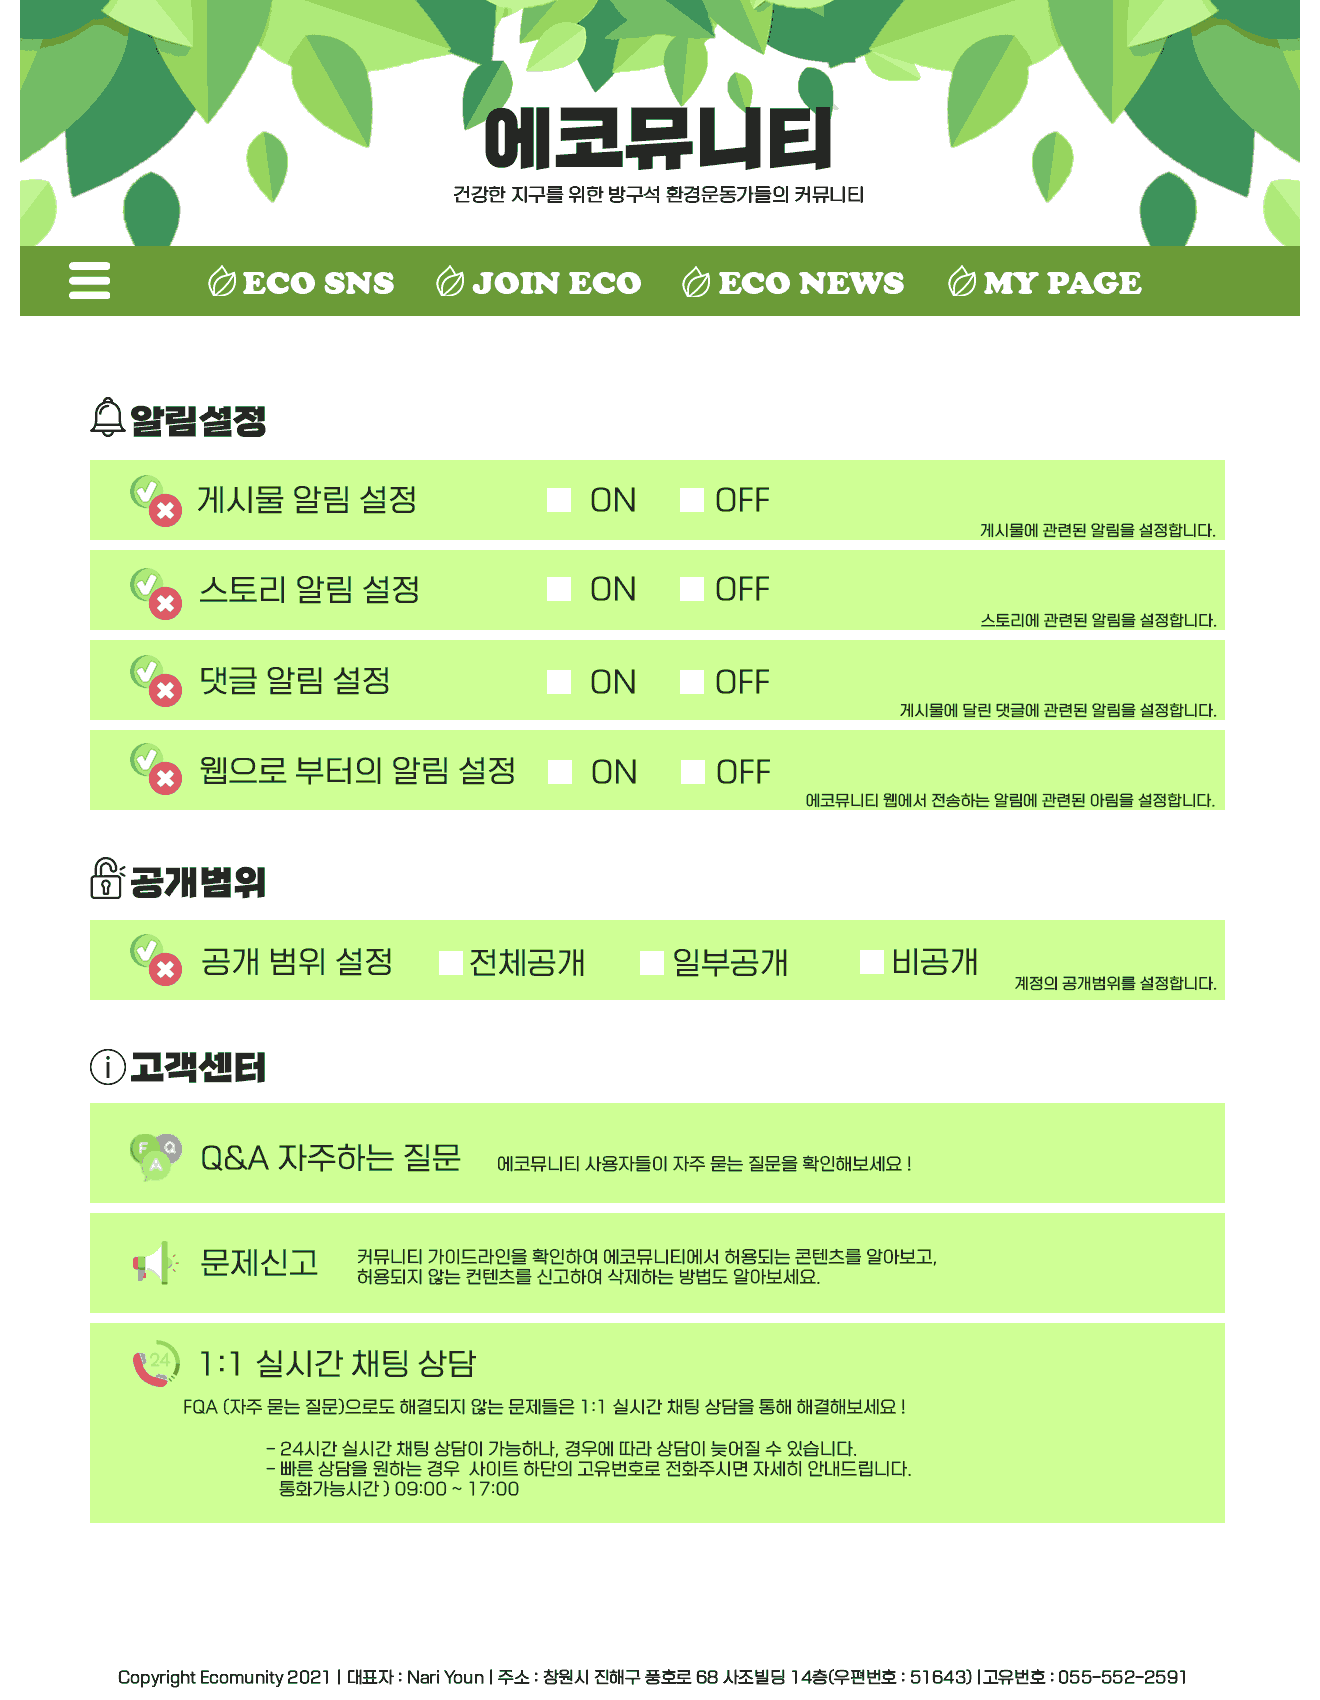 에코뮤니티
건강한 지구를 위한 방구석 환경운동가들의 커뮤니티
ECO SNS JOIN ECO ECO NEWS MY PAGE
알림설정
게시물 알림 설정 ON OFF
게시물에 관련된 알림을 설정합니다.
스토리 알림 설정 ON OFF
스토리에 관련된 알림을 설정합니다.
댓글 알림 설정 ON OFF
게시물에 달린 댓글에 관련된 알림을 설정합니다.
웹으로 부터의 알림 설정 ON OFF
에코뮤니티 웹에서 전송하는 알림에 관련된 아림을 설정합니다.
공개범위
공개 범위 설정 전체공개 일부공개 비공개
계정의 공개범위를 설정합니다.
고객센터
F Q A
Q&A 자주하는 질문 에코뮤니티 사용자들이 자주 묻는 질문을 확인해보세요 !
문제신고 커뮤니티 가이드라인을 확인하여 에코뮤니티에서 허용되는 콘텐츠를 알아보고,
허용되지 않는 컨텐츠를 신고하여 삭제하는 방법도 알아보세요.
24
1:1 실시간 채팅 상담
FQA (자주 묻는 질문)으로도 해결되지 않는 문제들은 1:1 실시간 채팅 상담을 통해 해결해보세요 !
- 24시간 실시간 채팅 상담이 가능하나, 경우에 따라 상담이 늦어질 수 있습니다.
- 빠른 상담을 원하는 경우 사이트 하단의 고유번호로 전화주시면 자세히 안내드립니다.
통화가능시간 ) 09:00 ~ 17:00
Copyright Ecomunity 2021 | 대표자 : Nari Youn | 주소 : 창원시 진해구 풍호로 68 사조빌딩 14층(우편번호 : 51643) |고유번호 : 055-552-2591